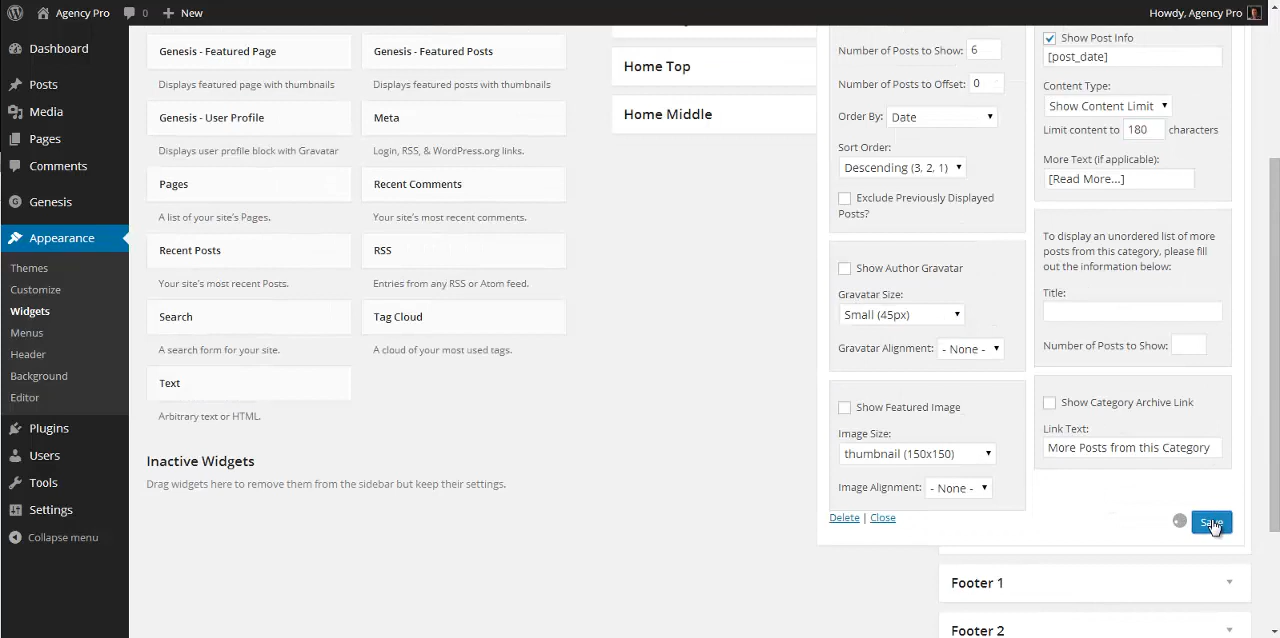 Agency Pro
0
New
Howdy, Agency Pro
Dashboard
Posts
Media
Pages
Comments
Genesis
Appearance
Themes
Customize
Widgets
Menus
Header
Background
Editor
Plugins
Users
Tools
Settings
Collapse menu
Genesis - Featured Page
Displays featured page with thumbnails
Genesis - Featured Posts
Displays featured posts with thumbnails
Genesis - User Profile
Displays user profile block with Gravatar
Meta
Login, RSS, & WordPress.org links.
Pages
A list of your site's Pages.
Recent Comments
Your site's most recent comments.
Recent Posts
Your site's most recent Posts.
RSS
Entries from any RSS or Atom feed.
Search
A search form for your site.
Tag Cloud
A cloud of your most used tags.
Text
Arbitrary text or HTML.
Inactive Widgets
Drag widgets here to remove them from the sidebar but keep their settings.
Home Top
Home Middle
Number of Posts to Show: 6
Number of Posts to Offset: 0
Order By: Date
Sort Order:
Descending (3, 2, 1)
Exclude Previously Displayed
Posts?
Show Author Gravatar
Gravatar Size:
Small (45px)
Gravatar Alignment: - None -
Show Featured Image
Image Size:
thumbnail (150x150)
Image Alignment: - None -
Delete | Close
Show Post Info
[post_date]
Content Type:
Show Content Limit
Limit content to 180 characters
More Text (if applicable):
[Read More...]
To display an unordered list of more
posts from this category, please fill
out the information below:
Title:
Number of Posts to Show:
Show Category Archive Link
Link Text:
More Posts from this Category
Save
Footer 1
Footer 2